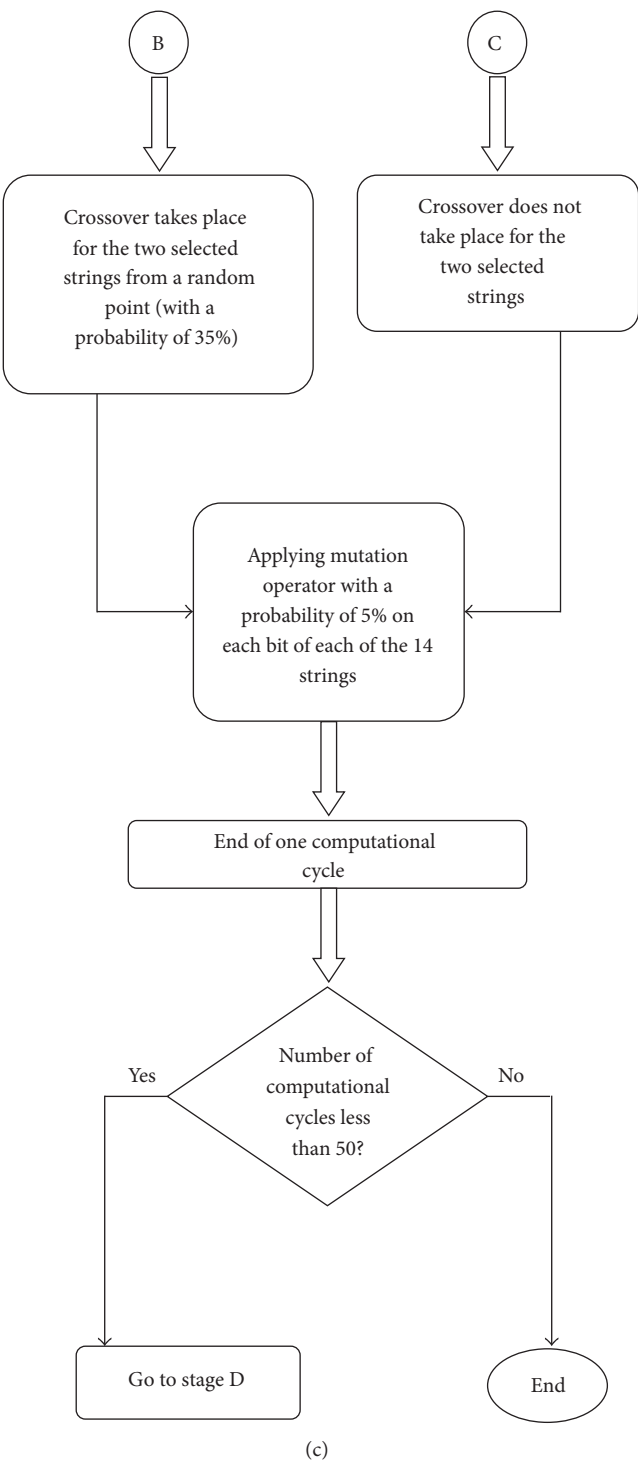 B
C
Crossover takes place
for the two selected
strings from a random
point (with a
probability of 35%)
Crossover does not
take place for the
two selected
strings
Applying mutation
operator with a
probability of 5% on
each bit of each of the 14
strings
End of one computational
cycle
Number of
computational
cycles less
than 50?
Yes
No
Go to stage D
End
(c)